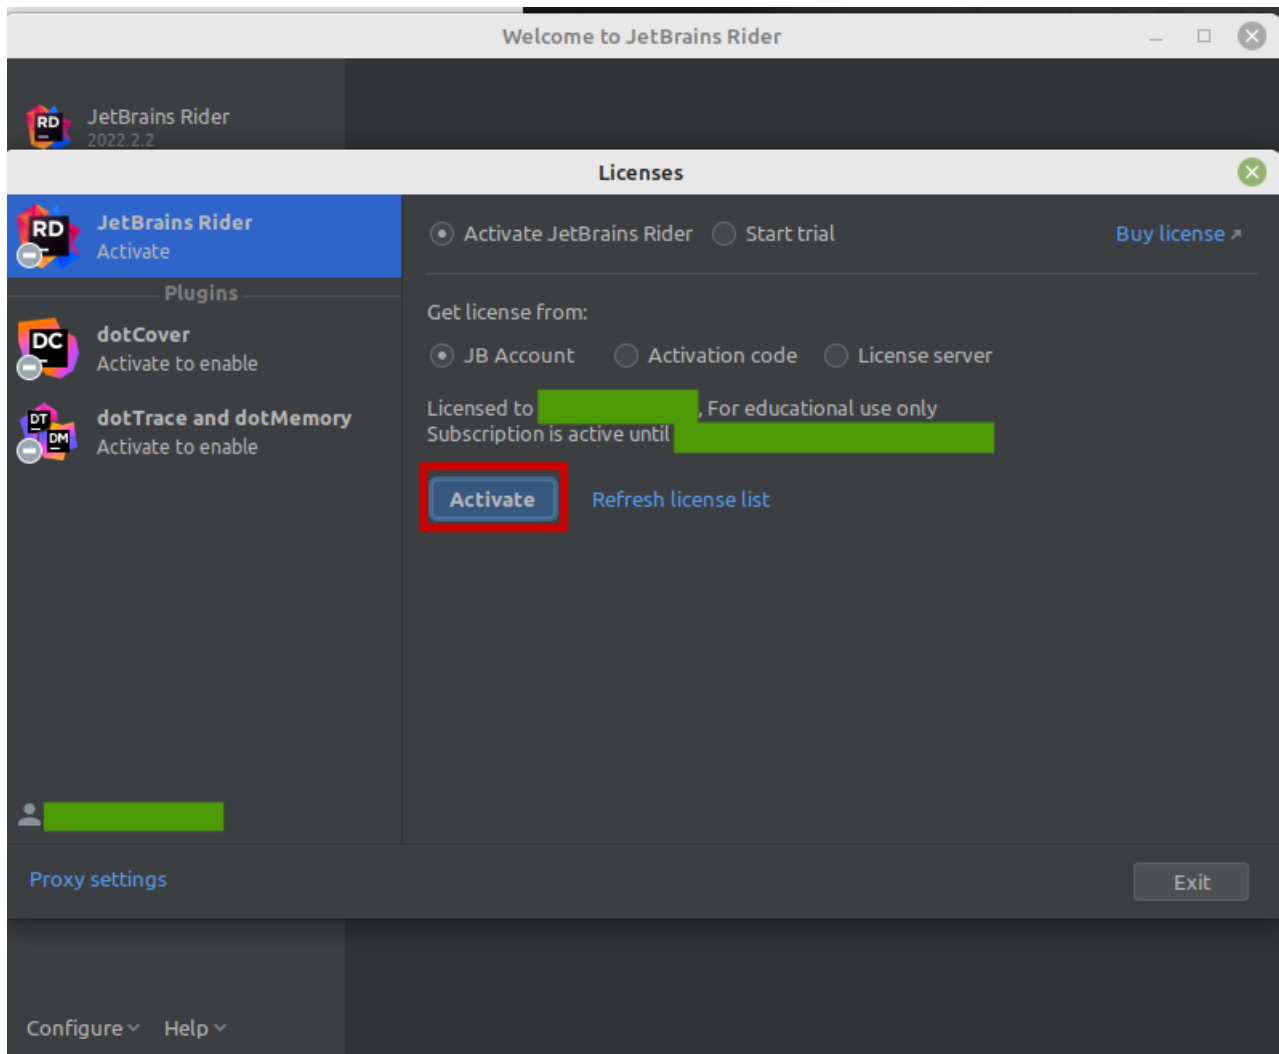 Welcome to JetBrains Rider
RD
JetBrains Rider
2022.2.2
Licenses
RD
JetBrains Rider
Activate
Plugins
DC
dotCover
Activate to enable
DT
DM
dotTrace and dotMemory
Activate to enable
Activate JetBrains Rider Start trial Buy license
Get license from:
JB Account Activation code License server
Licensed to , For educational use only
Subscription is active until
Activate Refresh license list
Proxy settings
Exit
Configure Help